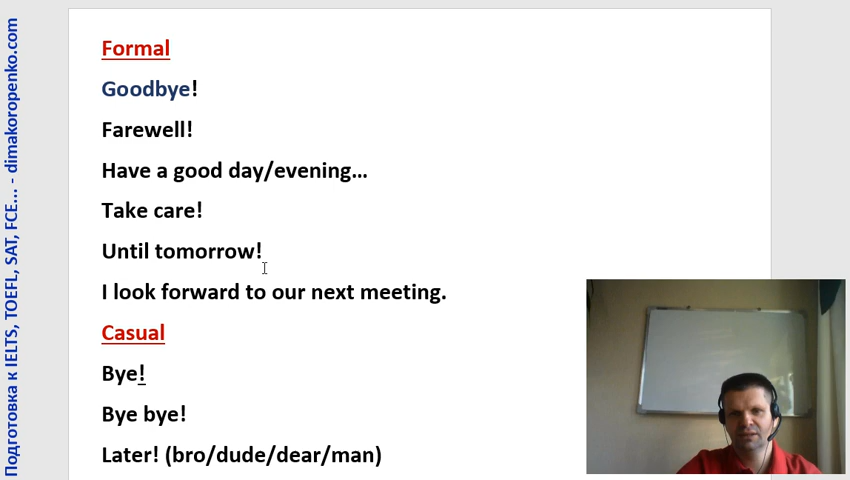 Подготовка к IELTS, TOEFL, SAT, FCE... - dimakoropenko.com
Formal
Goodbye!
Farewell!
Have a good day/evening...
Take care!
Until tomorrow!
I look forward to our next meeting.
Casual
Bye!
Bye bye!
Later! (bro/dude/dear/man)